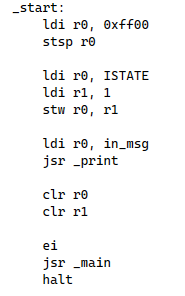 _start:
ldi r0, 0xff00
stsp r0
ldi r0, ISTATE
ldi r1, 1
stw r0, r1
ldi r0, in_msg
jsr _print
clr r0
clr r1
ei
jsr _main
halt